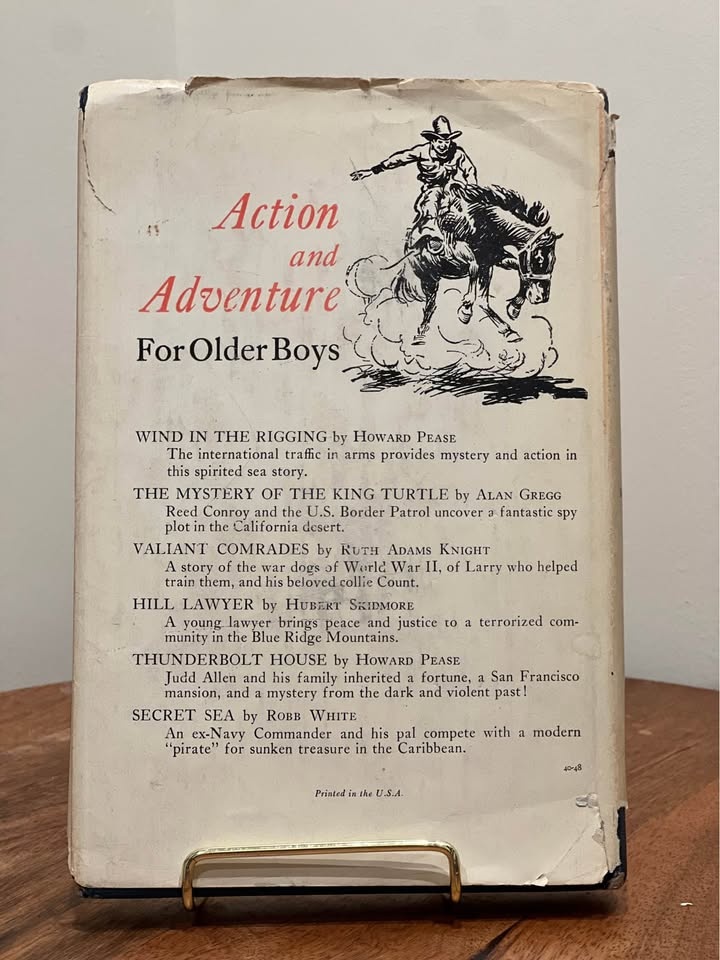 Action
and
Adventure
For Older Boys
WIND IN THE RIGGING by HOWARD PEASE
The international traffic in arms provides mystery and action in
this spirited sea story.
THE MYSTERY OF THE KING TURTLE by ALAN GREGG
Reed Conroy and the U.S. Border Patrol uncover a fantastic spy
plot in the California desert.
VALIANT COMRADES by RUTH ADAMS KNIGHT
A story of the war dogs of World War II, of Larry who helped
train them, and his beloved collie Count.
HILL LAWYER by HUBERT SKIDMORE
A young lawyer brings peace and justice to a terrorized com-
munity in the Blue Ridge Mountains.
THUNDERBOLT HOUSE by HOWARD PEASE
Judd Allen and his family inherited a fortune, a San Francisco
mansion, and a mystery from the dark and violent past!
SECRET SEA by ROBB WHITE
An ex-Navy Commander and his pal compete with a modern
"pirate" for sunken treasure in the Caribbean.
40-48
Printed in the U.S.A.